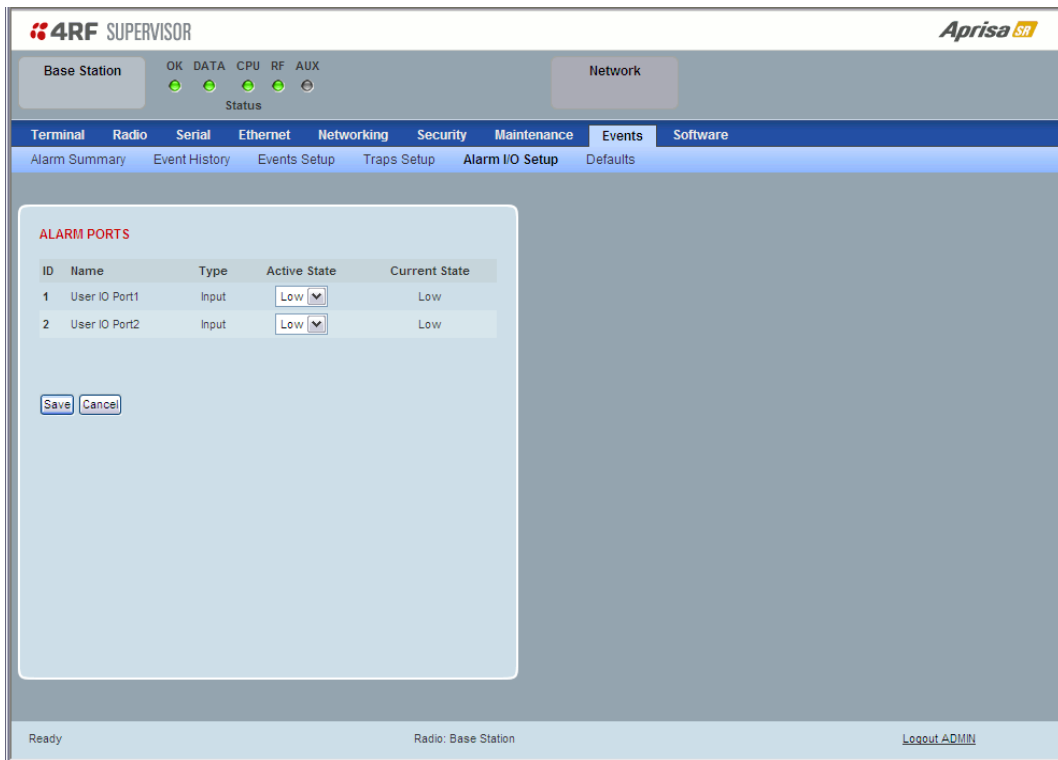 4RF SUPERVISOR
Aprisa SR
Base Station
OK DATA CPU RF AUX
Status
Network
Terminal Radio Serial Ethernet Networking Security Maintenance Events Software
Alarm Summary Event History Events Setup Traps Setup Alarm I/O Setup Defaults
ALARM PORTS
ID Name Type Active State Current State
1 User IO Port1 Input Low Low
2 User IO Port2 Input Low Low
Save Cancel
Ready Radio: Base Station Logout ADMIN